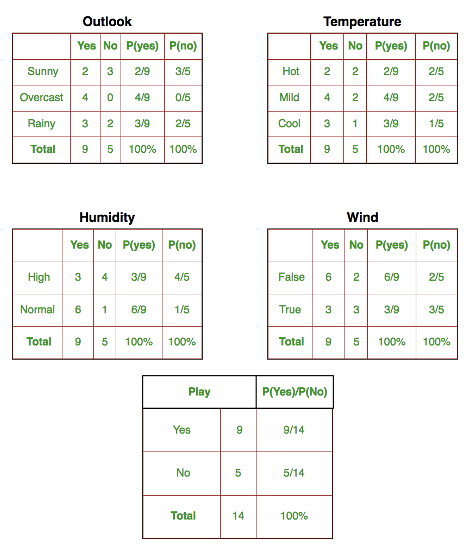 Outlook
Yes No P(yes) P(no)
Sunny 2 3 2/9 3/5
Overcast 4 0 4/9 0/5
Rainy 3 2 3/9 2/5
Total 9 5 100% 100%
Temperature
Yes No P(yes) P(no)
Hot 2 2 2/9 2/5
Mild 4 2 4/9 2/5
Cool 3 1 3/9 1/5
Total 9 5 100% 100%
Humidity
Yes No P(yes) P(no)
High 3 4 3/9 4/5
Normal 6 1 6/9 1/5
Total 9 5 100% 100%
Wind
Yes No P(yes) P(no)
False 6 2 6/9 2/5
True 3 3 3/9 3/5
Total 9 5 100% 100%
Play P(Yes)/P(No)
Yes 9 9/14
No 5 5/14
Total 14 100%